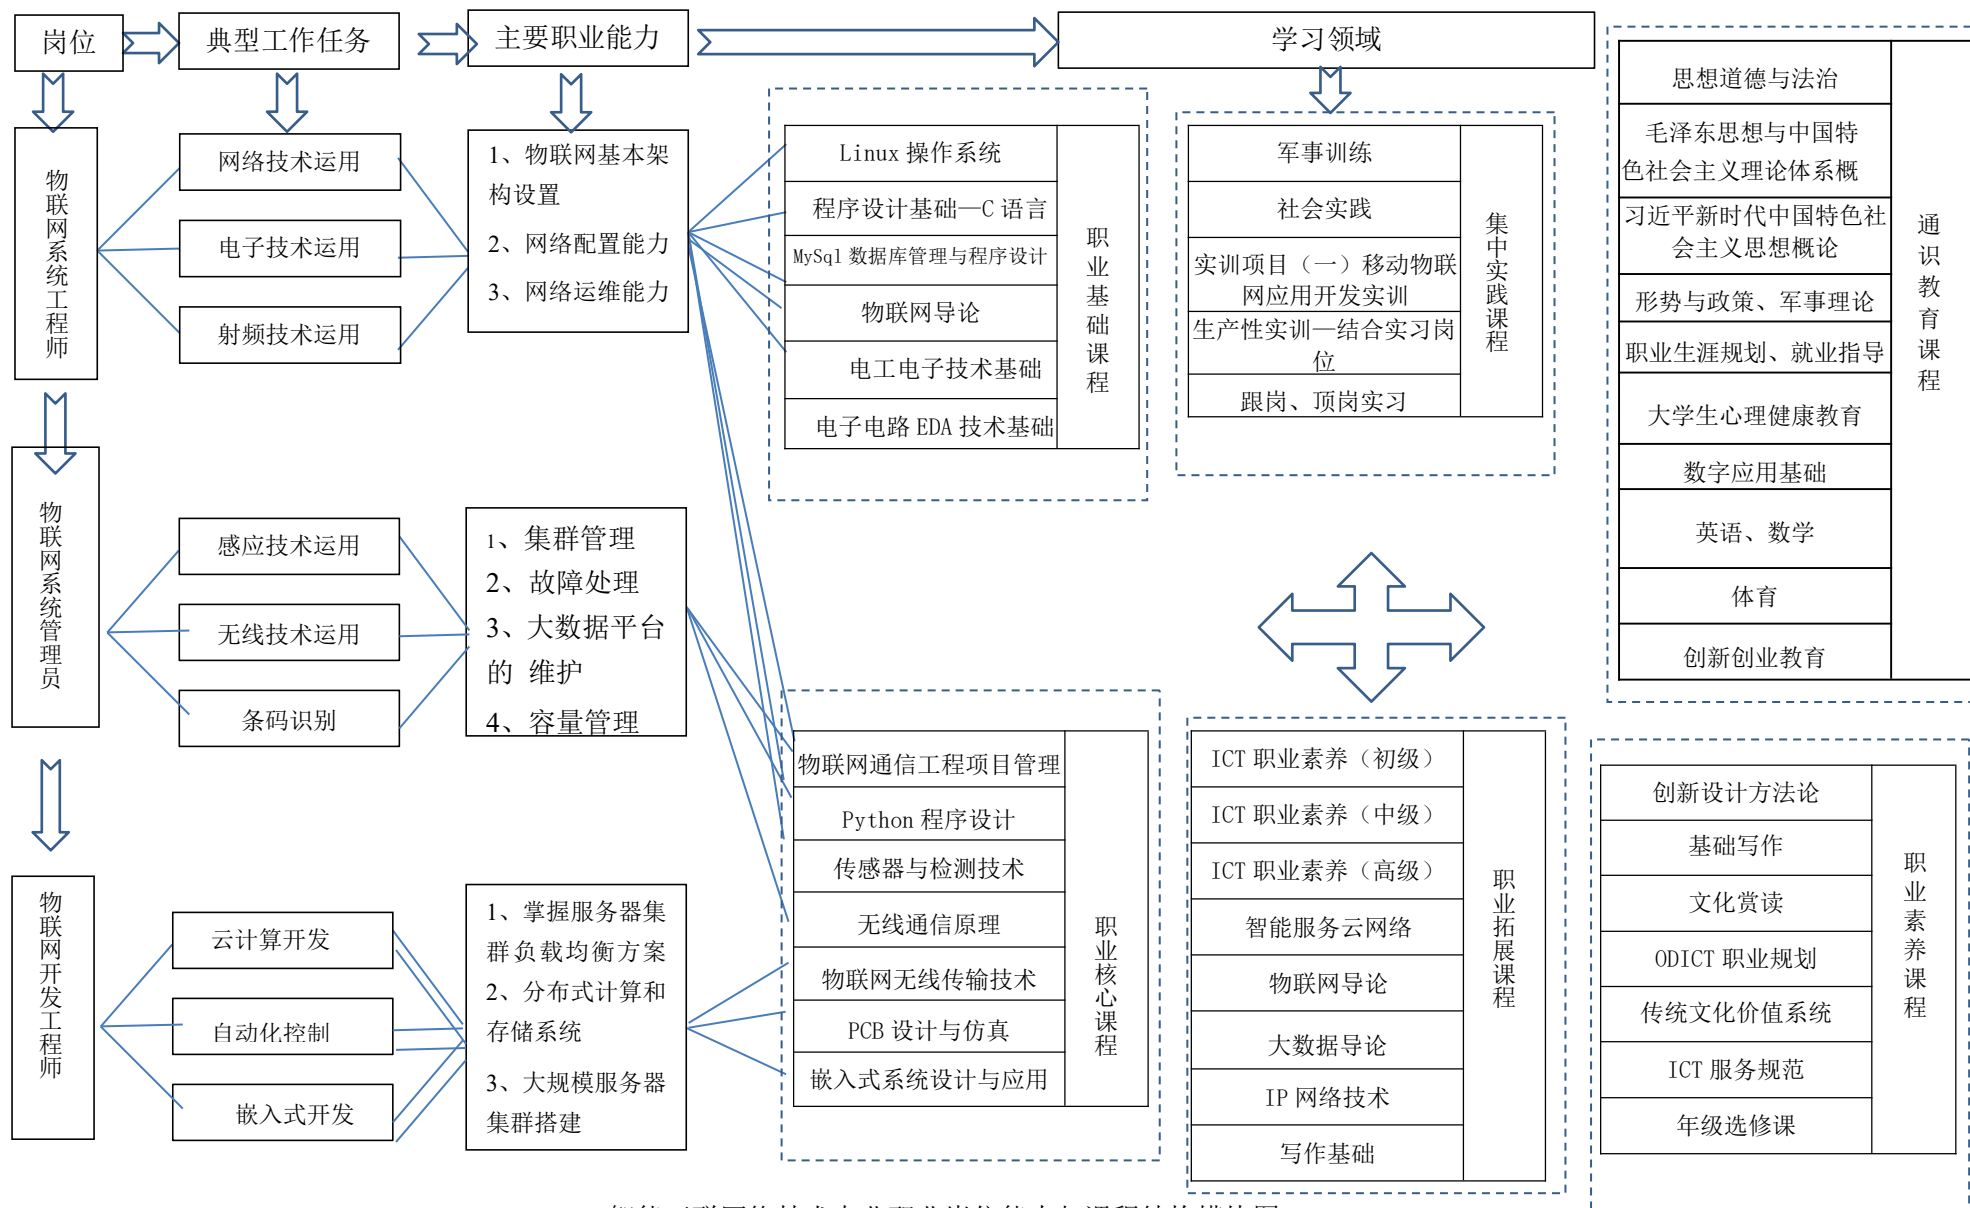 岗位
典型工作任务
主要职业能力
学习领域
物联网系统工程师
网络技术运用
电子技术运用
射频技术运用
1、物联网基本架
构设置
2、网络配置能力
3、网络运维能力
物联网系统管理员
感应技术运用
无线技术运用
条码识别
1、集群管理
2、故障处理
3、大数据平台
的 维护
4、容量管理
物联网开发工程师
云计算开发
自动化控制
嵌入式开发
1、掌握服务器集
群负载均衡方案
2、分布式计算和
存储系统
3、大规模服务器
集群搭建
Linux 操作系统
程序设计基础—C 语言
MySql 数据库管理与程序设计
物联网导论
电工电子技术基础
电子电路 EDA 技术基础
职业基础课程
军事训练
社会实践
实训项目（一）移动物联
网应用开发实训
生产性实训—结合实习岗
位
跟岗、顶岗实习
集中实践课程
思想道德与法治
毛泽东思想与中国特
色社会主义理论体系概
习近平新时代中国特色社
会主义思想概论
形势与政策、军事理论
职业生涯规划、就业指导
大学生心理健康教育
数字应用基础
英语、数学
体育
创新创业教育
通识教育课程
物联网通信工程项目管理
Python 程序设计
传感器与检测技术
无线通信原理
物联网无线传输技术
PCB 设计与仿真
嵌入式系统设计与应用
职业核心课程
ICT 职业素养（初级）
ICT 职业素养（中级）
ICT 职业素养（高级）
智能服务云网络
物联网导论
大数据导论
IP 网络技术
写作基础
职业拓展课程
创新设计方法论
基础写作
文化赏读
ODICT 职业规划
传统文化价值系统
ICT 服务规范
年级选修课
职业素养课程